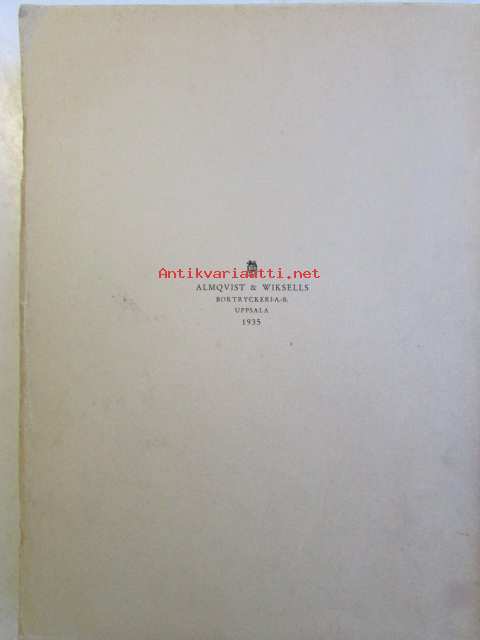 Antikvariaatti.net
ALMQVIST & WIKSELLS
BOKTRYCKERI-A.-B.
UPPSALA
1935